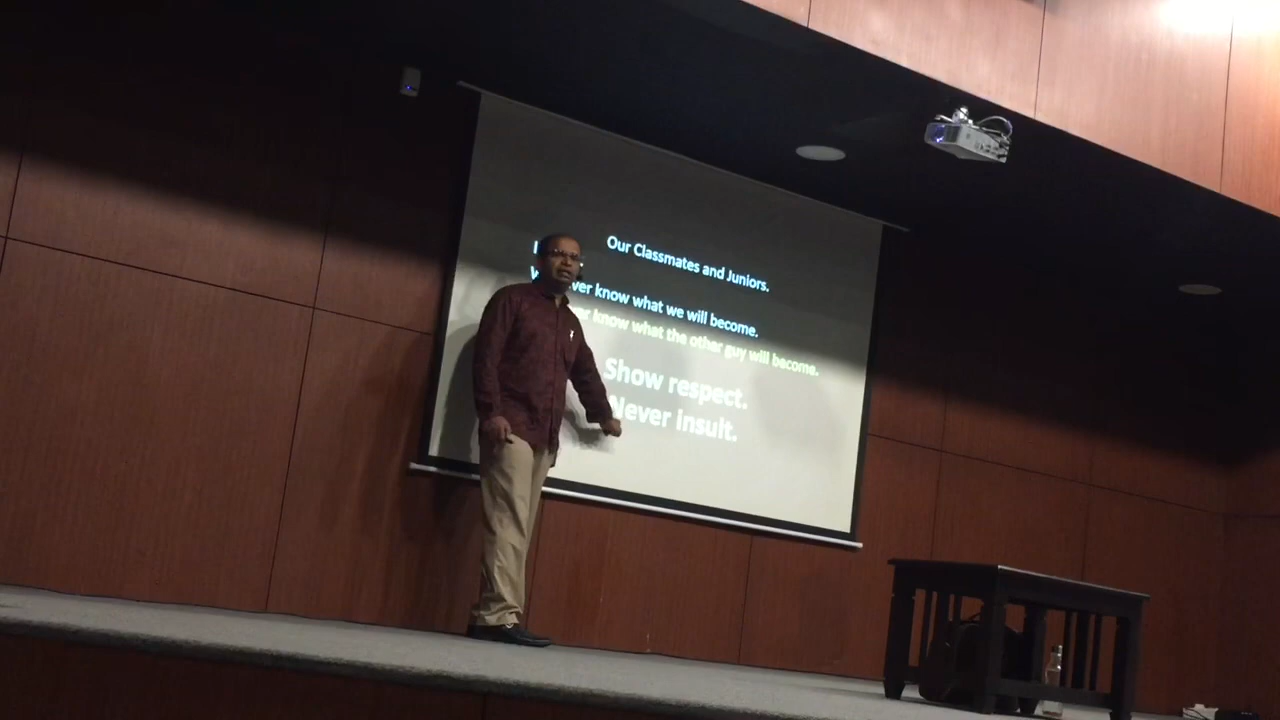 Our Classmates and Juniors.
know what we will become.
know what the other guy will become.
Show respect.
Never insult.